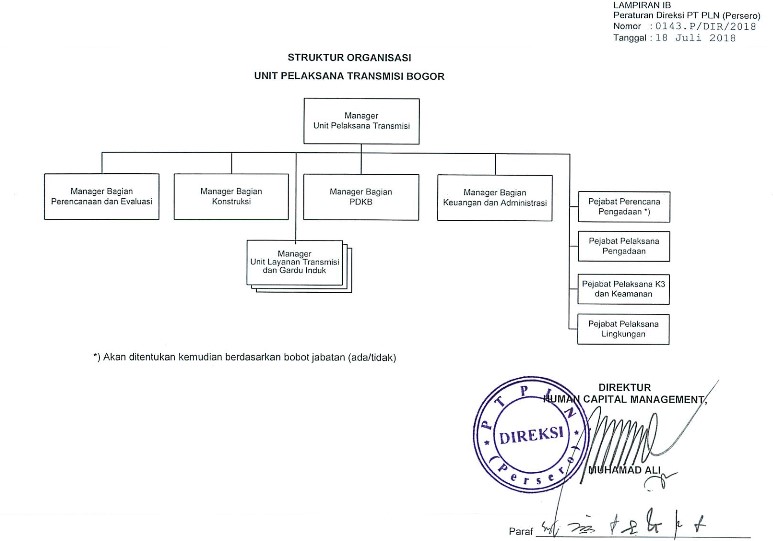 LAMPIRAN IB
Peraturan Direksi PT PLN (Persero)
Nomor : 0143.P/DIR/2018
Tanggal : 18 Juli 2018
STRUKTUR ORGANISASI
UNIT PELAKSANA TRANSMISI BOGOR
Manager
Unit Pelaksana Transmisi
Manager Bagian
Perencanaan dan Evaluasi
Manager Bagian
Konstruksi
Manager Bagian
PDKB
Manager Bagian
Keuangan dan Administrasi
Pejabat Perencana
Pengadaan *)
Pejabat Pelaksana
Pengadaan
Pejabat Pelaksana K3
dan Keamanan
Pejabat Pelaksana
Lingkungan
Manager
Unit Layanan Transmisi
dan Gardu Induk
*) Akan ditentukan kemudian berdasarkan bobot jabatan (ada/tidak)
DIREKTUR
HUMAN CAPITAL MANAGEMENT,
PT PLN
DIREKSI
(Persero)
MUHAMAD ALI
Paraf